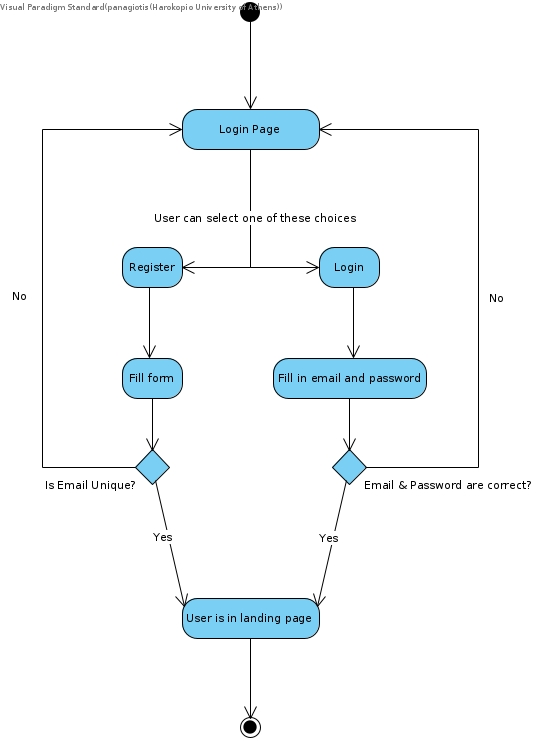 Visual Paradigm Standard(panagiotis(Harokopio University of Athens))
Login Page
User can select one of these choices
Register
Login
No
No
Fill form
Fill in email and password
Is Email Unique?
Email & Password are correct?
Yes
Yes
User is in landing page